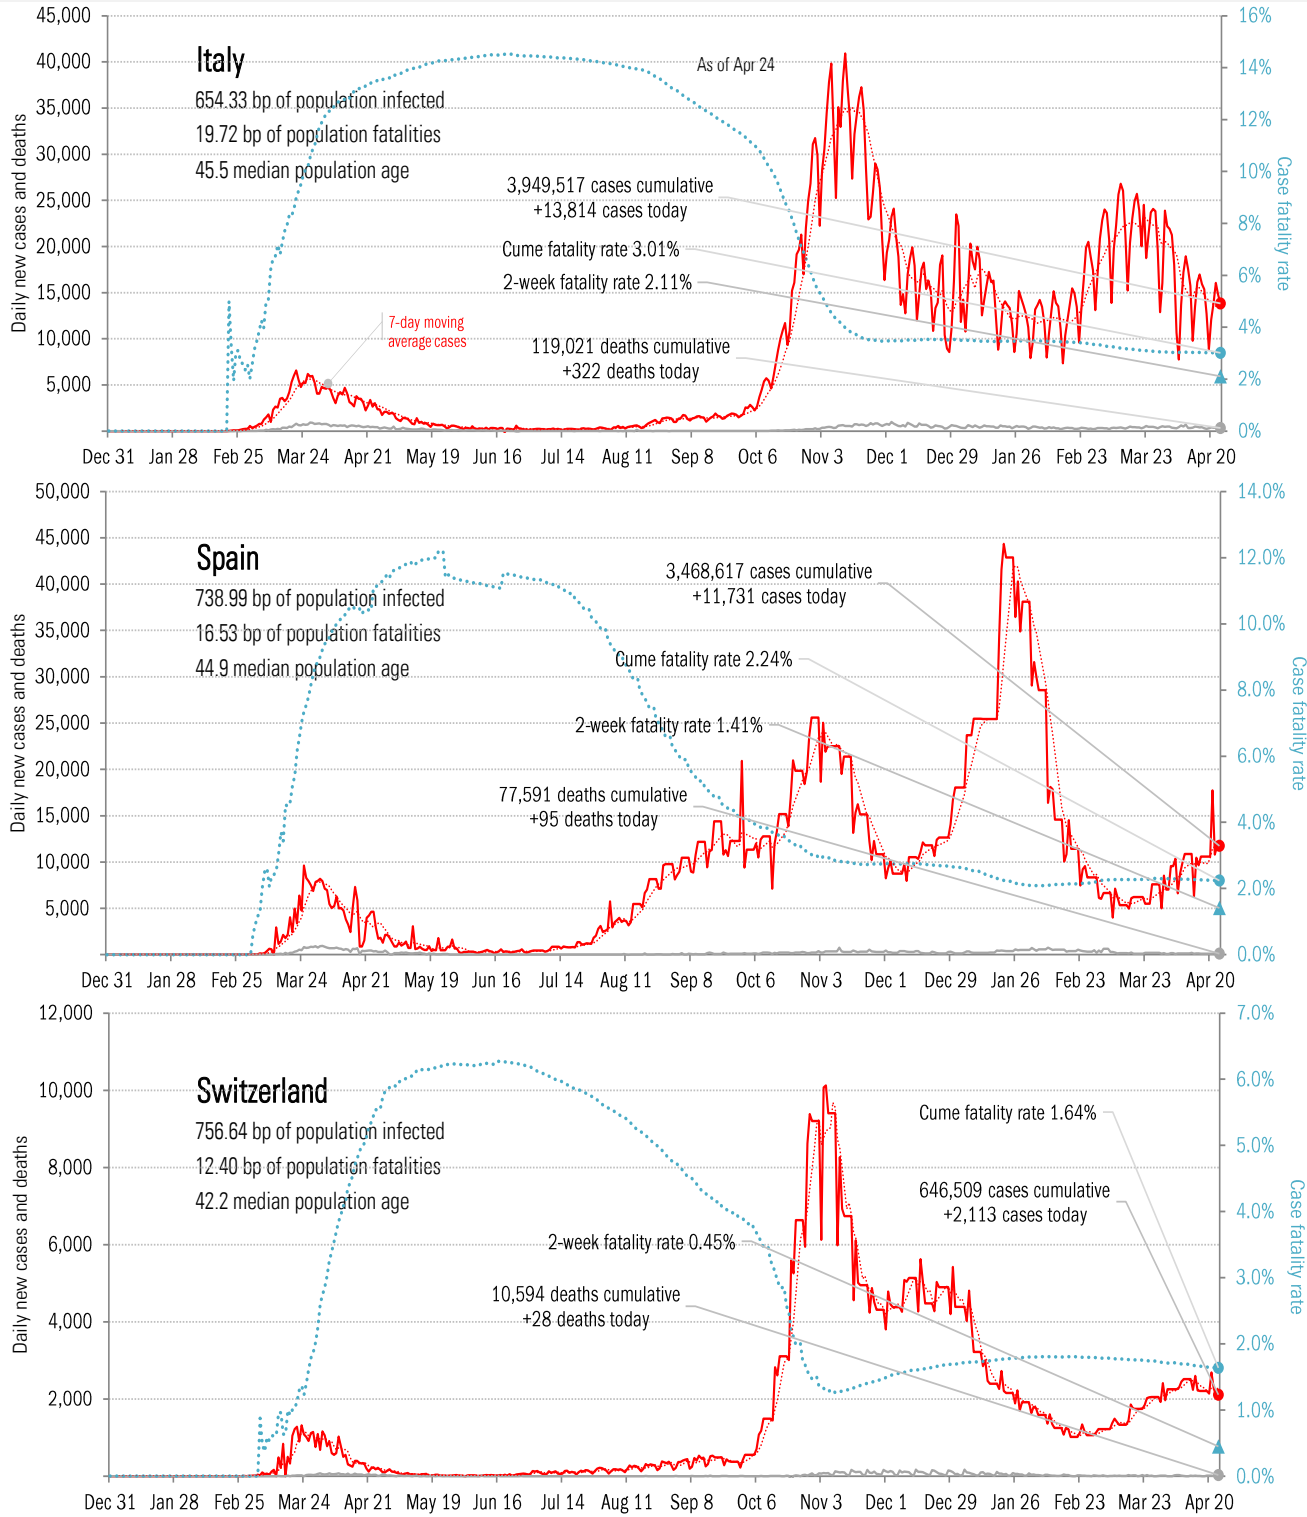 45,000
40,000
35,000
30,000
25,000
20,000
15,000
10,000
5,000
Daily new cases and deaths
Italy
654.33 bp of population infected
19.72 bp of population fatalities
45.5 median population age
As of Apr 24
3,949,517 cases cumulative
+13,814 cases today
Cume fatality rate 3.01%
2-week fatality rate 2.11%
7-day moving
average cases
119,021 deaths cumulative
+322 deaths today
16%
14%
12%
10%
8%
6%
4%
2%
0%
Case fatality rate
Dec 31 Jan 28 Feb 25 Mar 24 Apr 21 May 19 Jun 16 Jul 14 Aug 11 Sep 8 Oct 6 Nov 3 Dec 1 Dec 29 Jan 26 Feb 23 Mar 23 Apr 20
50,000
45,000
40,000
35,000
30,000
25,000
20,000
15,000
10,000
5,000
Daily new cases and deaths
Spain
738.99 bp of population infected
16.53 bp of population fatalities
44.9 median population age
3,468,617 cases cumulative
+11,731 cases today
Cume fatality rate 2.24%
2-week fatality rate 1.41%
77,591 deaths cumulative
+95 deaths today
14.0%
12.0%
10.0%
8.0%
6.0%
4.0%
2.0%
0.0%
Case fatality rate
Dec 31 Jan 28 Feb 25 Mar 24 Apr 21 May 19 Jun 16 Jul 14 Aug 11 Sep 8 Oct 6 Nov 3 Dec 1 Dec 29 Jan 26 Feb 23 Mar 23 Apr 20
12,000
10,000
8,000
6,000
4,000
2,000
Daily new cases and deaths
Switzerland
756.64 bp of population infected
12.40 bp of population fatalities
42.2 median population age
Cume fatality rate 1.64%
646,509 cases cumulative
+2,113 cases today
2-week fatality rate 0.45%
10,594 deaths cumulative
+28 deaths today
7.0%
6.0%
5.0%
4.0%
3.0%
2.0%
1.0%
0.0%
Case fatality rate
Dec 31 Jan 28 Feb 25 Mar 24 Apr 21 May 19 Jun 16 Jul 14 Aug 11 Sep 8 Oct 6 Nov 3 Dec 1 Dec 29 Jan 26 Feb 23 Mar 23 Apr 20